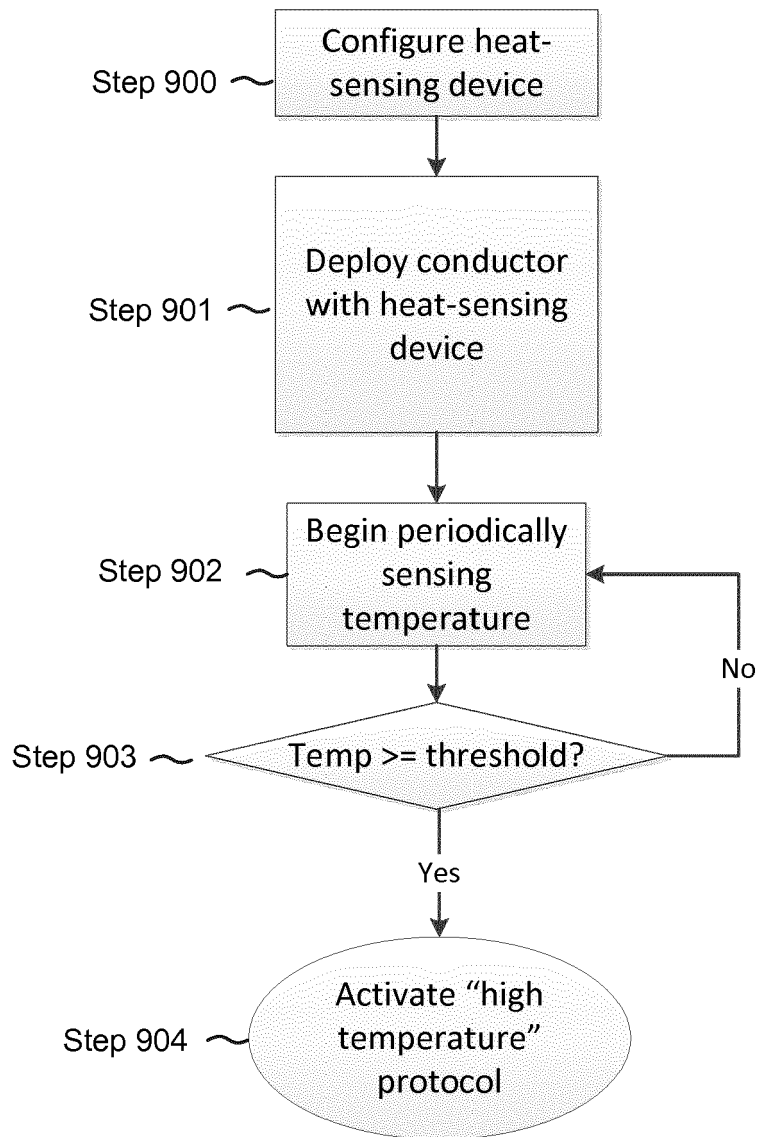 Configure heat-
sensing device
Step 900
Deploy conductor
with heat-sensing
device
Step 901
Begin periodically
sensing
temperature
Step 902
No
Temp >= threshold?
Step 903
Yes
Activate “high
temperature”
protocol
Step 904